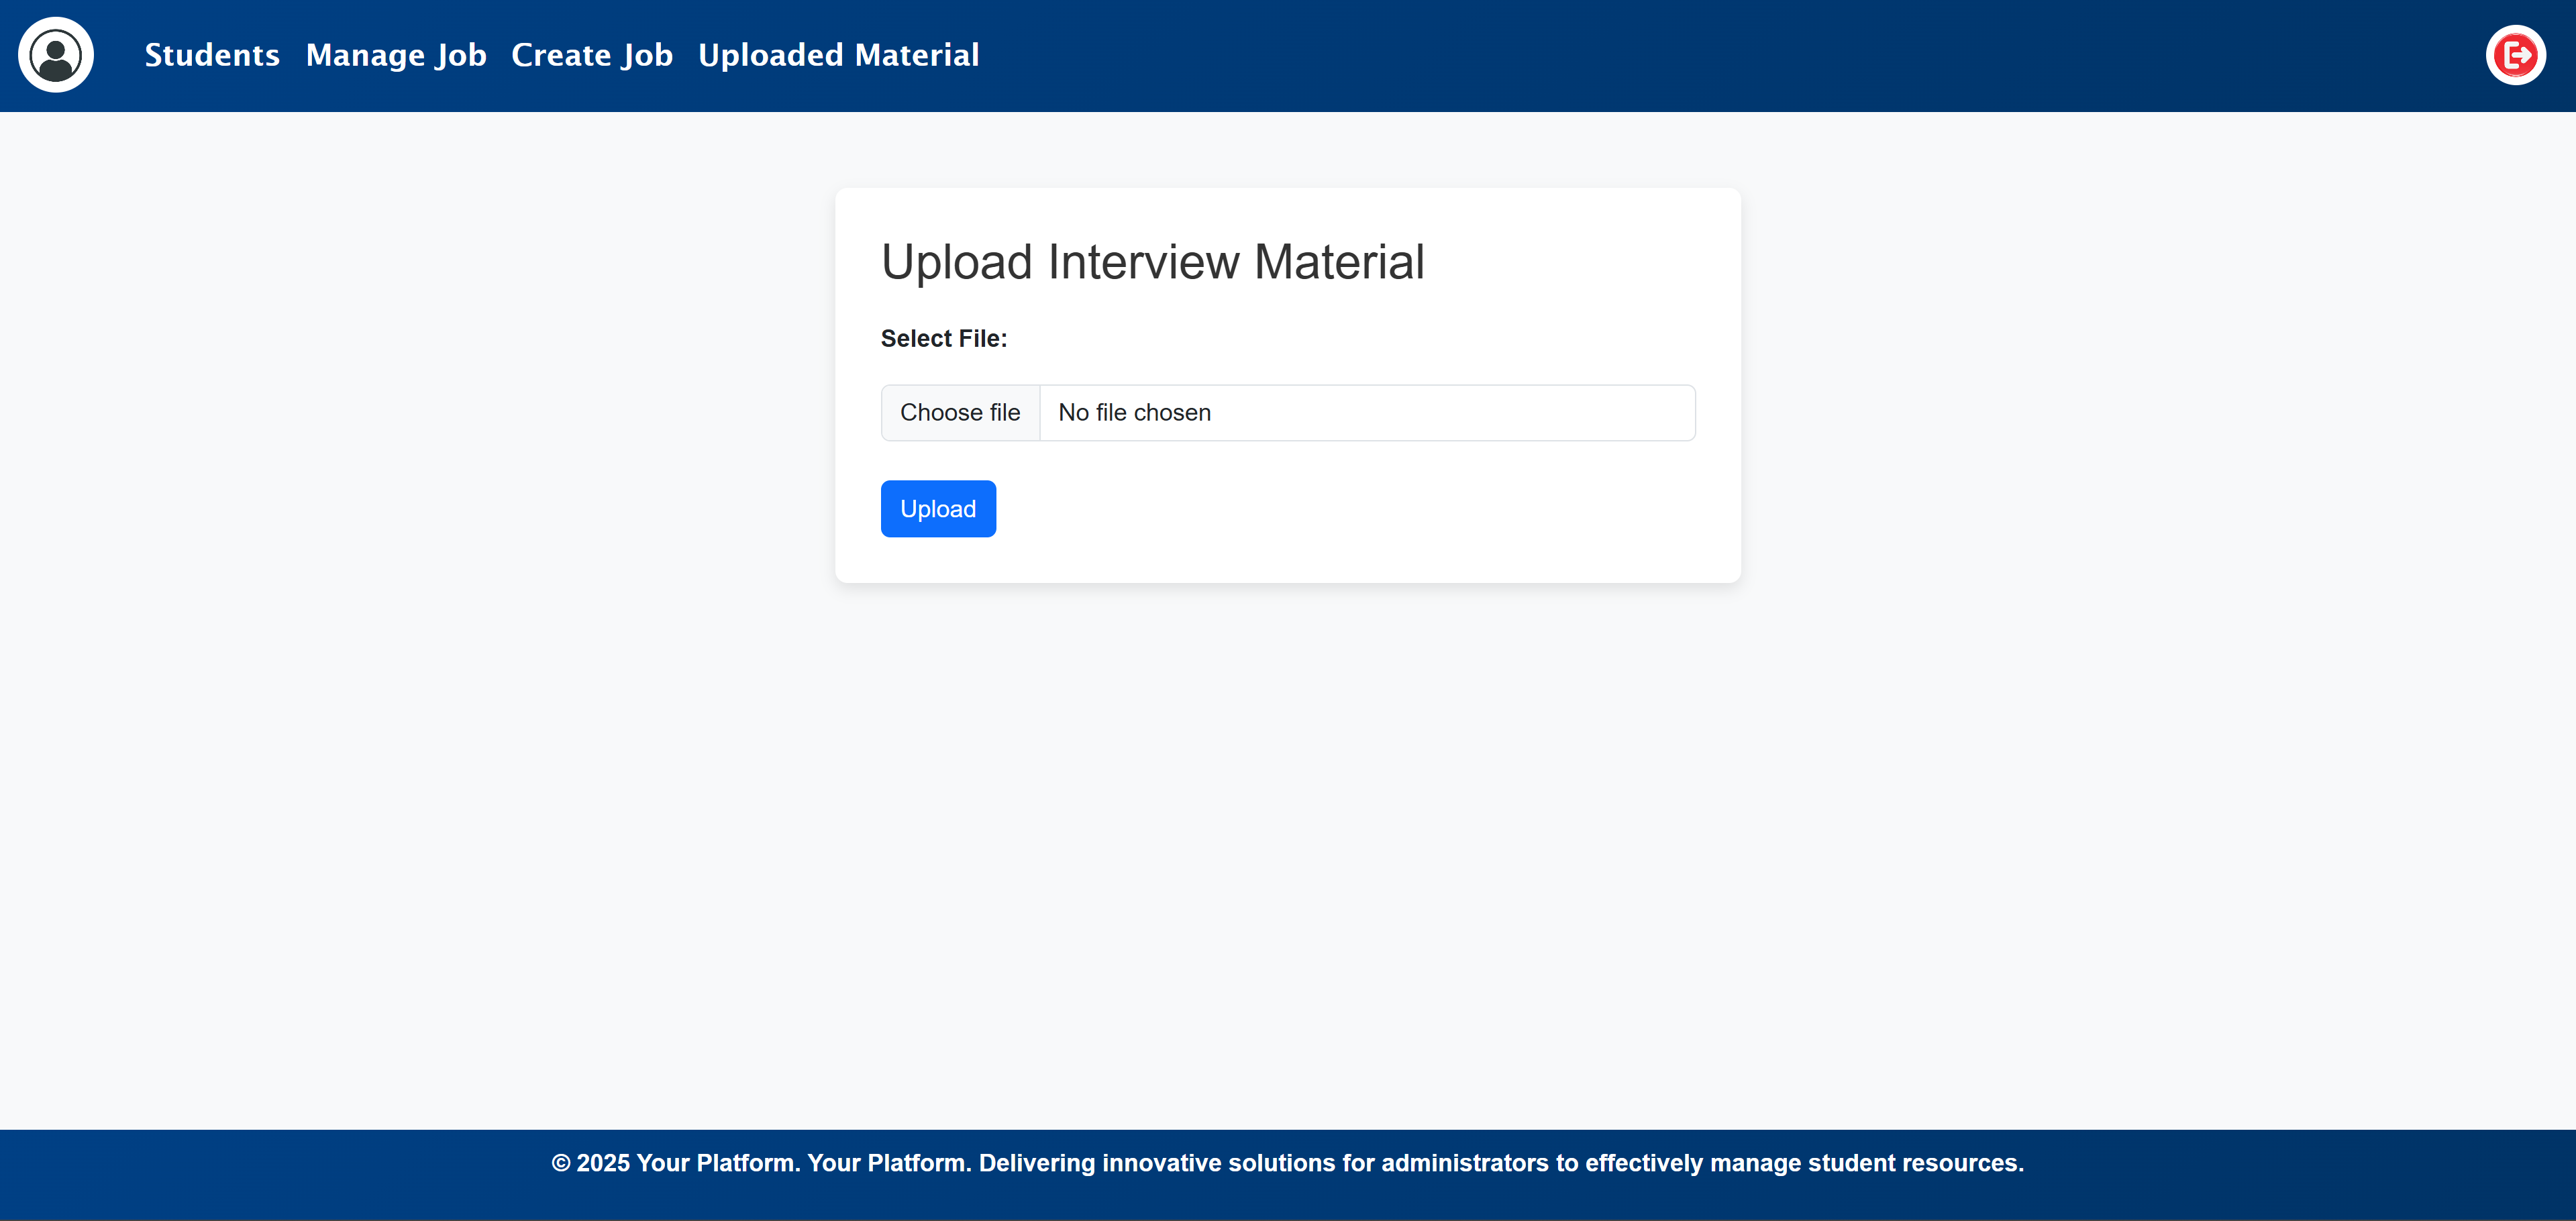 Students Manage Job Create Job Uploaded Material
Upload Interview Material
Select File:
Choose file No file chosen
Upload
© 2025 Your Platform. Your Platform. Delivering innovative solutions for administrators to effectively manage student resources.